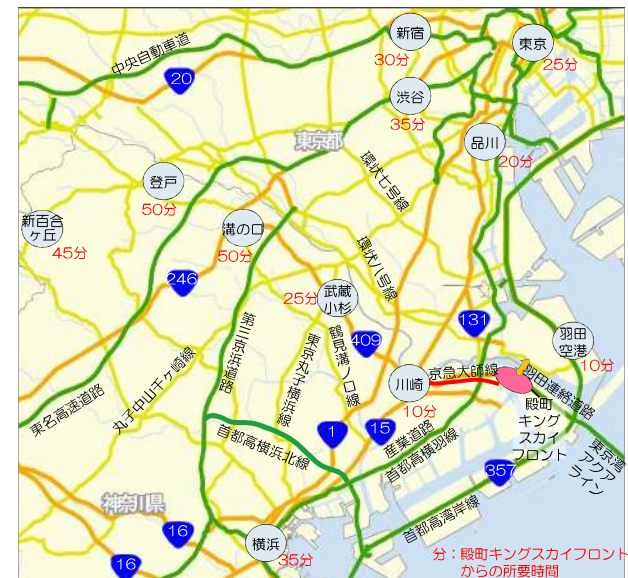 中央自動車道
20
新宿
30分
東京
25分
渋谷
35分
東京都
品川
20分
環状七号線
登戸
50分
新百合
ヶ丘
45分
溝の口
50分
246
環状八号線
武蔵
小杉
25分
131
409
第三京浜道路
東京丸子横浜線
鶴見溝ノ口線
羽田
空港
10分
川崎
10分
京急大師線
羽田連絡道路
殿町
キング
スカイ
フロント
東名高速道路
丸子中山千ヶ崎線
1
15
産業道路
首都高横羽線
首都高横浜北線
357
東京湾
アクア
ライン
首都高湾岸線
神奈川県
16
16
横浜
35分
分：殿町キングスカイフロント
からの所要時間